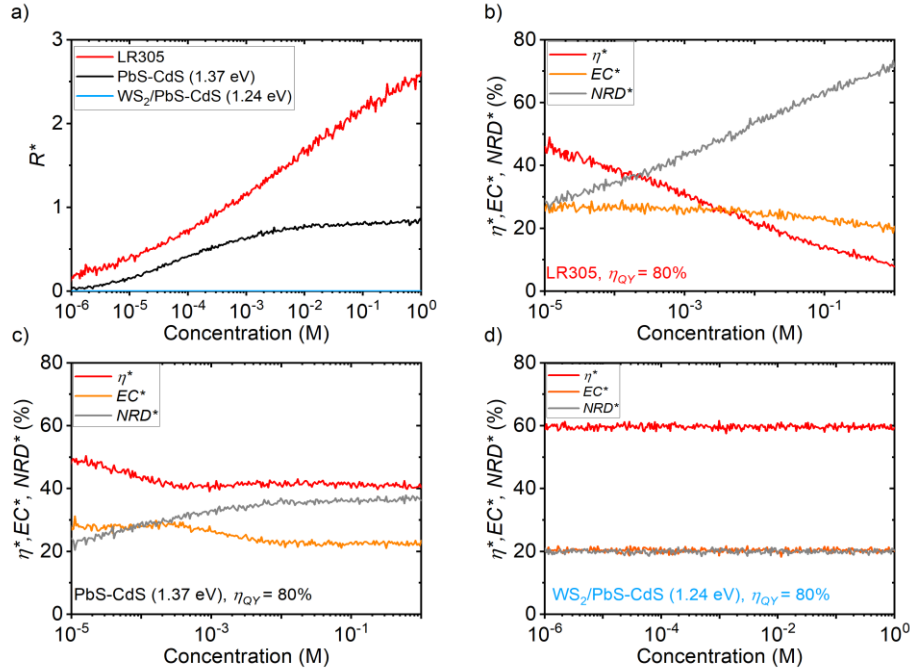 a)
3
2
1
0
R*
LR305
PbS-CdS (1.37 eV)
WS₂/PbS-CdS (1.24 eV)
10⁻⁶ 10⁻⁵ 10⁻⁴ 10⁻³ 10⁻² 10⁻¹ 10⁰
Concentration (M)
b)
80
60
40
20
0
η*,EC*, NRD* (%)
η*
EC*
NRD*
LR305, η_QY = 80%
10⁻⁵ 10⁻³ 10⁻¹
Concentration (M)
c)
80
60
40
20
0
η*,EC*, NRD* (%)
η*
EC*
NRD*
PbS-CdS (1.37 eV), η_QY = 80%
10⁻⁵ 10⁻³ 10⁻¹
Concentration (M)
d)
80
60
40
20
0
η*,EC*, NRD* (%)
η*
EC*
NRD*
WS₂/PbS-CdS (1.24 eV), η_QY = 80%
10⁻⁶ 10⁻⁴ 10⁻² 10⁰
Concentration (M)